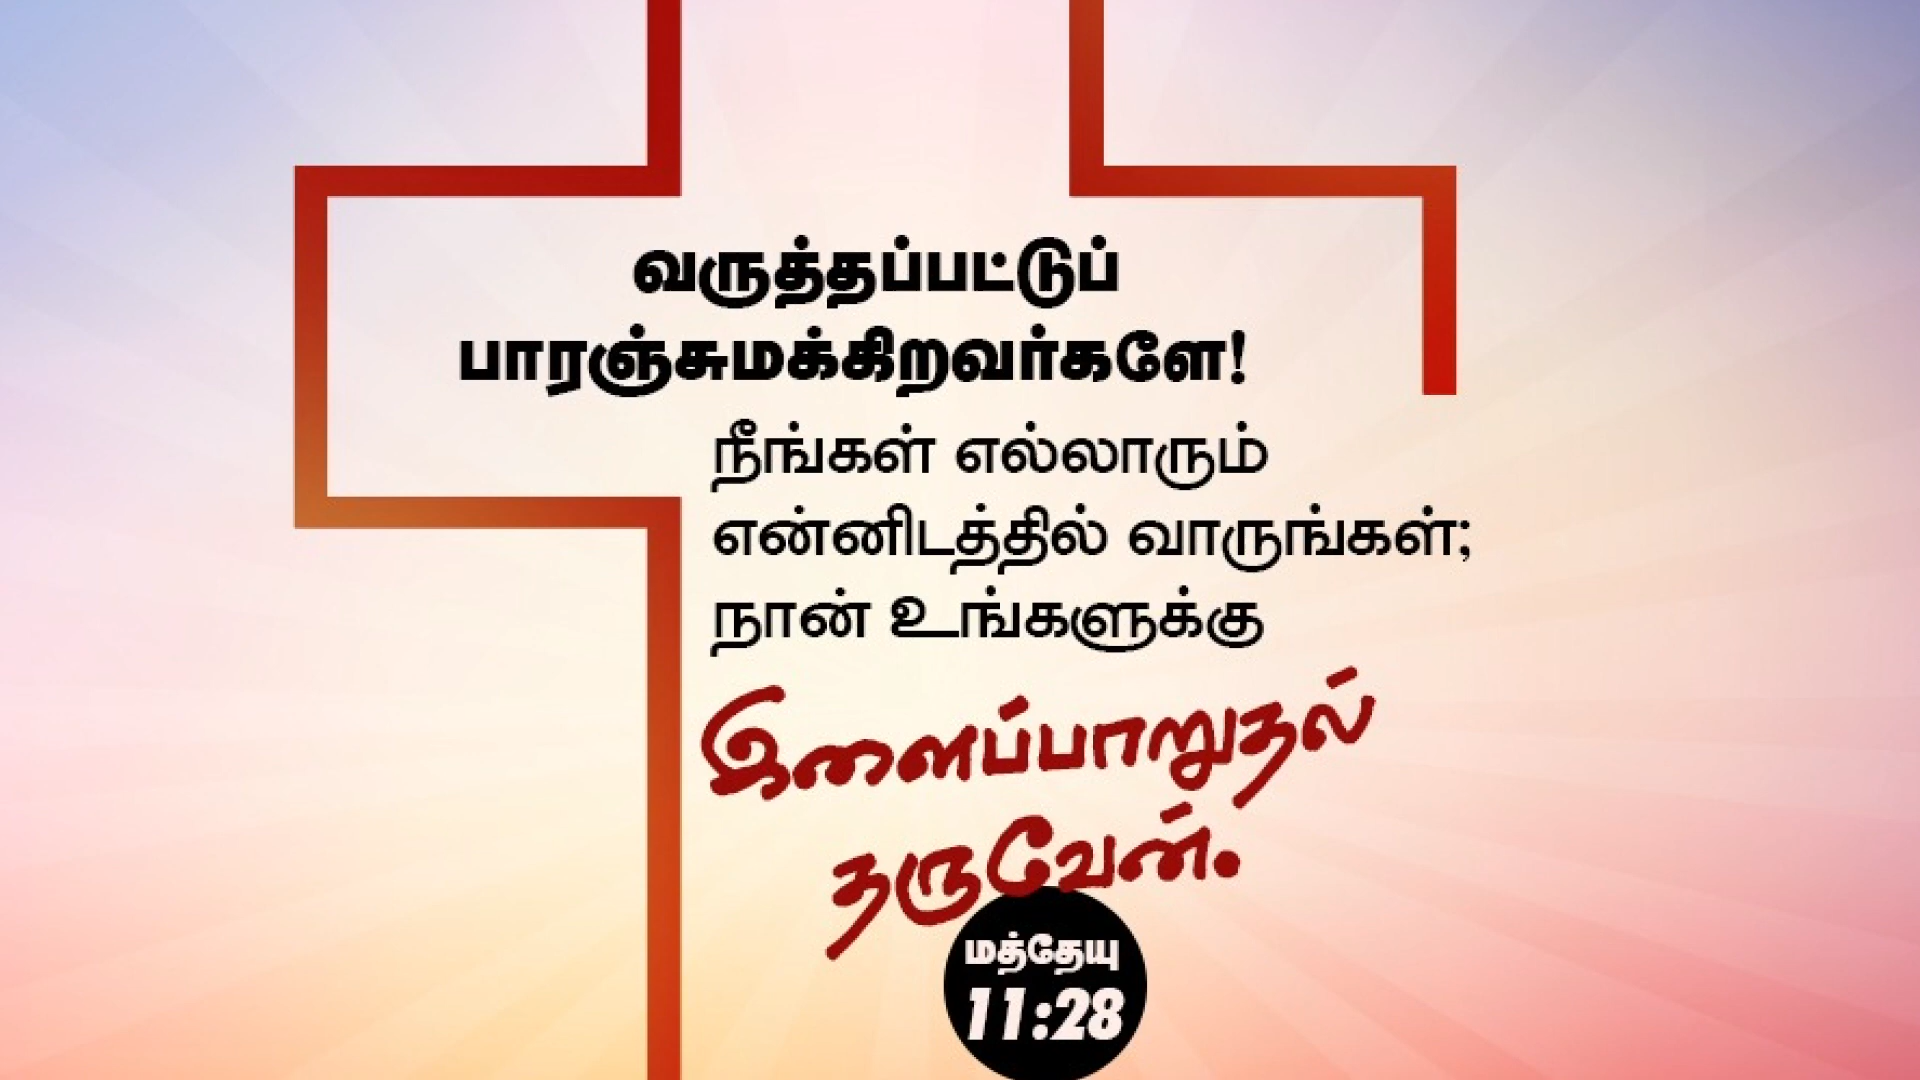 வருத்தப்பட்டுப்
பாரஞ்சுமக்கிறவர்களே!
நீங்கள் எல்லாரும்
என்னிடத்தில் வாருங்கள்;
நான் உங்களுக்கு
இளைப்பாறுதல்
தருவேன்.
மத்தேயு
11:28